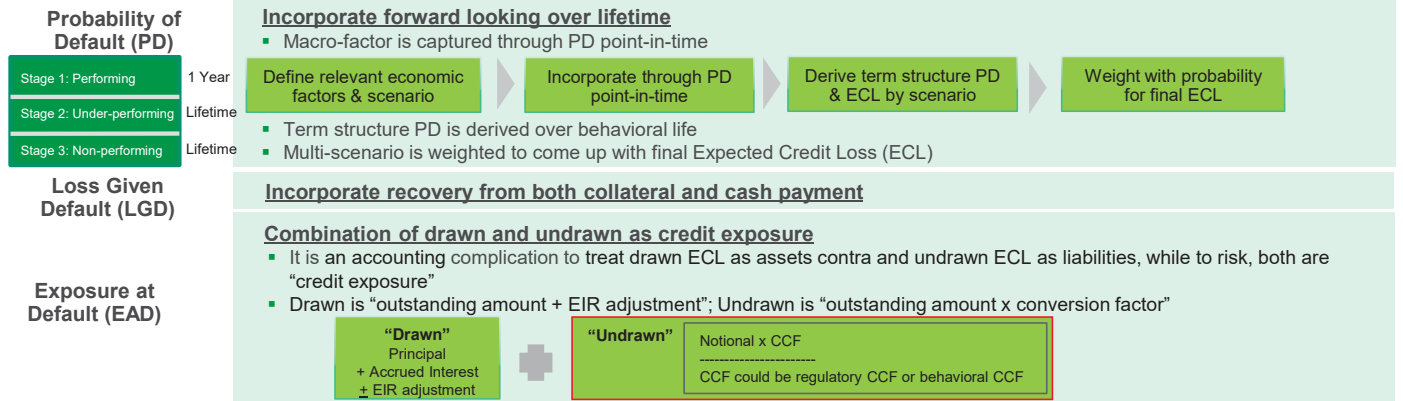 Probability of
Default (PD)
Stage 1: Performing
1 Year
Stage 2: Under-performing
Lifetime
Stage 3: Non-performing
Lifetime
Incorporate forward looking over lifetime
▪ Macro-factor is captured through PD point-in-time
Define relevant economic
factors & scenario
Incorporate through PD
point-in-time
Derive term structure PD
& ECL by scenario
Weight with probability
for final ECL
▪ Term structure PD is derived over behavioral life
▪ Multi-scenario is weighted to come up with final Expected Credit Loss (ECL)
Loss Given
Default (LGD)
Incorporate recovery from both collateral and cash payment
Exposure at
Default (EAD)
Combination of drawn and undrawn as credit exposure
▪ It is an accounting complication to treat drawn ECL as assets contra and undrawn ECL as liabilities, while to risk, both are
“credit exposure”
▪ Drawn is “outstanding amount + EIR adjustment”; Undrawn is “outstanding amount x conversion factor”
“Drawn”
Principal
+ Accrued Interest
+ EIR adjustment
“Undrawn”
Notional x CCF
-----------------------
CCF could be regulatory CCF or behavioral CCF